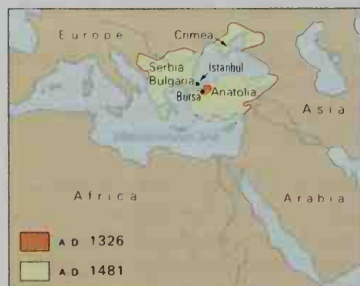 Europe
Crimea
Serbia
Istanbul
Bulgaria
Bursa
Anatolia
Asia
Africa
Arabia
AD 1326
AD 1481